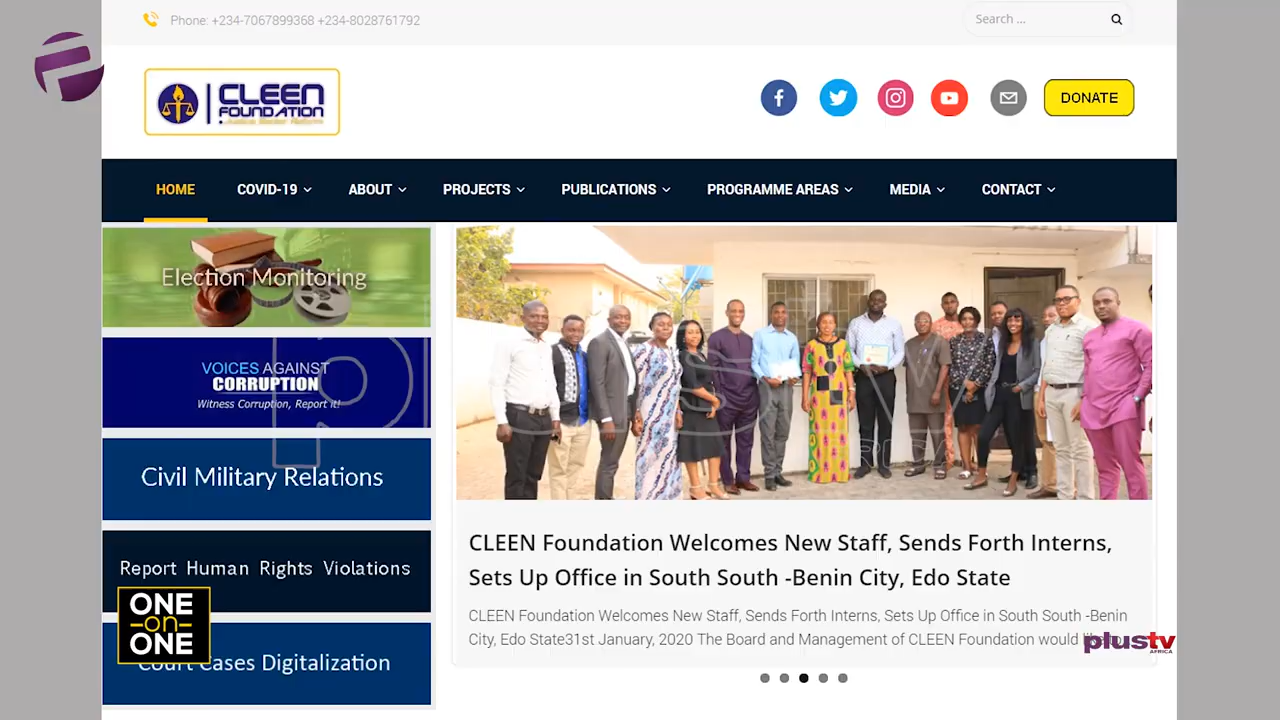 Phone: +234-7067899368 +234-8028761792
Search ...
CLEEN
FOUNDATION
DONATE
HOME
COVID-19
ABOUT
PROJECTS
PUBLICATIONS
PROGRAMME AREAS
MEDIA
CONTACT
Election Monitoring
VOICES AGAINST
CORRUPTION
Witness Corruption, Report it!
Civil Military Relations
Report Human Rights Violations
Court Cases Digitalization
ONE
on
ONE
CLEEN Foundation Welcomes New Staff, Sends Forth Interns,
Sets Up Office in South South -Benin City, Edo State
CLEEN Foundation Welcomes New Staff, Sends Forth Interns, Sets Up Office in South South -Benin
City, Edo State31st January, 2020 The Board and Management of CLEEN Foundation would
plustv
AFRICA